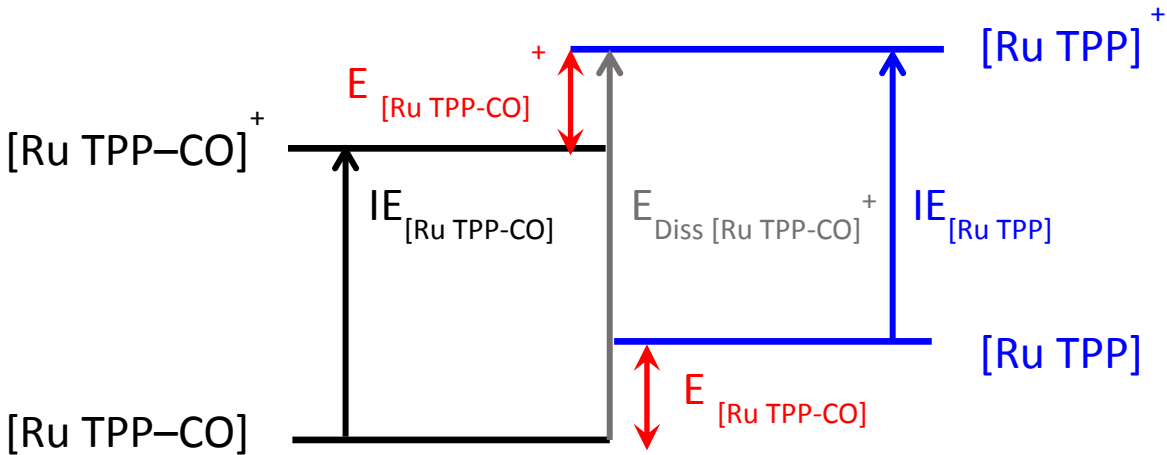 [Ru TPP]+
E [Ru TPP-CO]+
[Ru TPP–CO]+
IE[Ru TPP-CO]
EDiss [Ru TPP-CO]+
IE[Ru TPP]
[Ru TPP]
E [Ru TPP-CO]
[Ru TPP–CO]